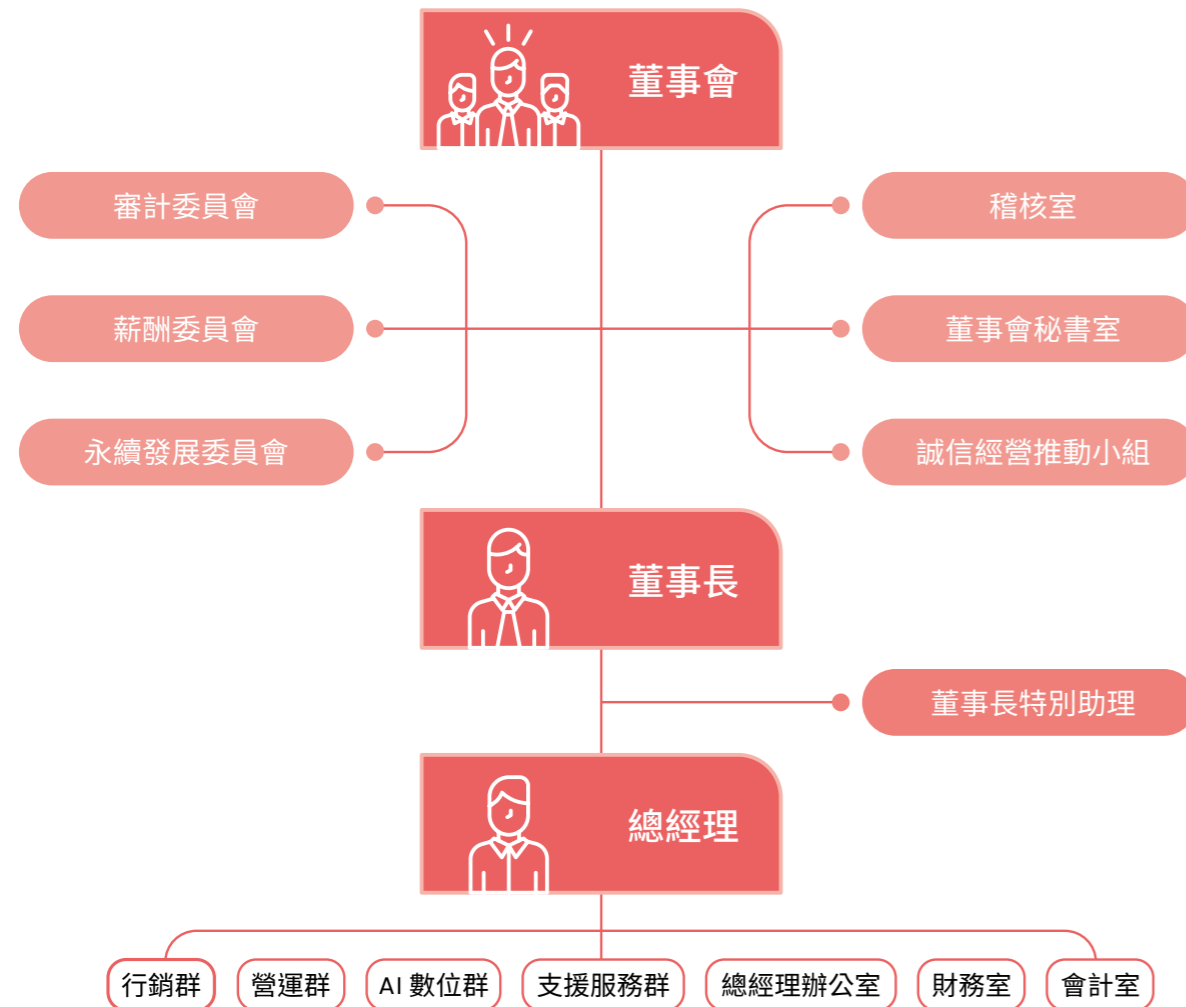 董事會
審計委員會
稽核室
薪酬委員會
董事會秘書室
永續發展委員會
誠信經營推動小組
董事長
董事長特別助理
總經理
行銷群
營運群
AI 數位群
支援服務群
總經理辦公室
財務室
會計室